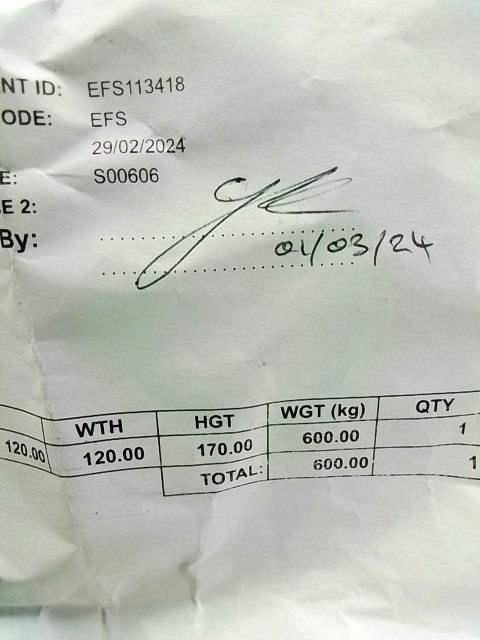 NT ID: EFS113418
ODE: EFS
29/02/2024
E: S00606
E 2:
By:
01/03/24
WTH HGT WGT (kg) QTY
120.00 120.00 170.00 600.00 1
TOTAL: 600.00 1